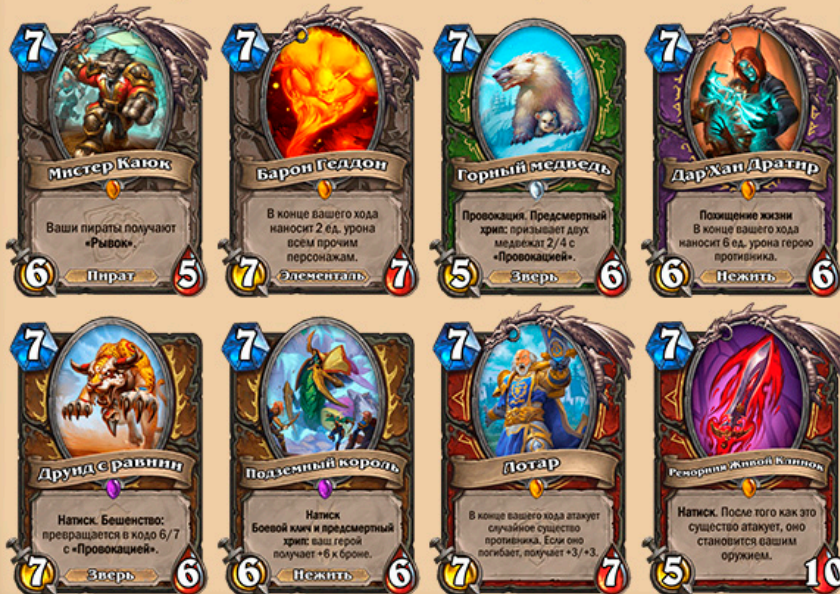 7
7
7
7
Мистер Каюк
Барон Геддон
Горный медведь
Дар'Хан Дратир
Ваши пираты получают
«Рывок».
В конце вашего хода
наносит 2 ед. урона
всем прочим
персонажам.
Провокация. Предсмертный
хрип: призывает двух
медвежат 2/4 с
«Провокацией».
Похищение жизни
В конце вашего хода
наносит 6 ед. урона герою
противника.
6 Пират 5
7 Элементаль 7
5 Зверь 6
6 Нежить 6
7
7
7
7
Друид с равнин
Подземный король
Лотар
Реморния Живой Клинок
Натиск. Бешенство:
превращается в кодо 6/7
с «Провокацией».
Натиск
Боевой клич и предсмертный
хрип: ваш герой
получает +6 к броне.
В конце вашего хода атакует
случайное существо
противника. Если оно
погибает, получает +3/+3.
Натиск. После того как это
существо атакует, оно
становится вашим
оружием.
7 Зверь 6
6 Нежить 6
7 7
5 10